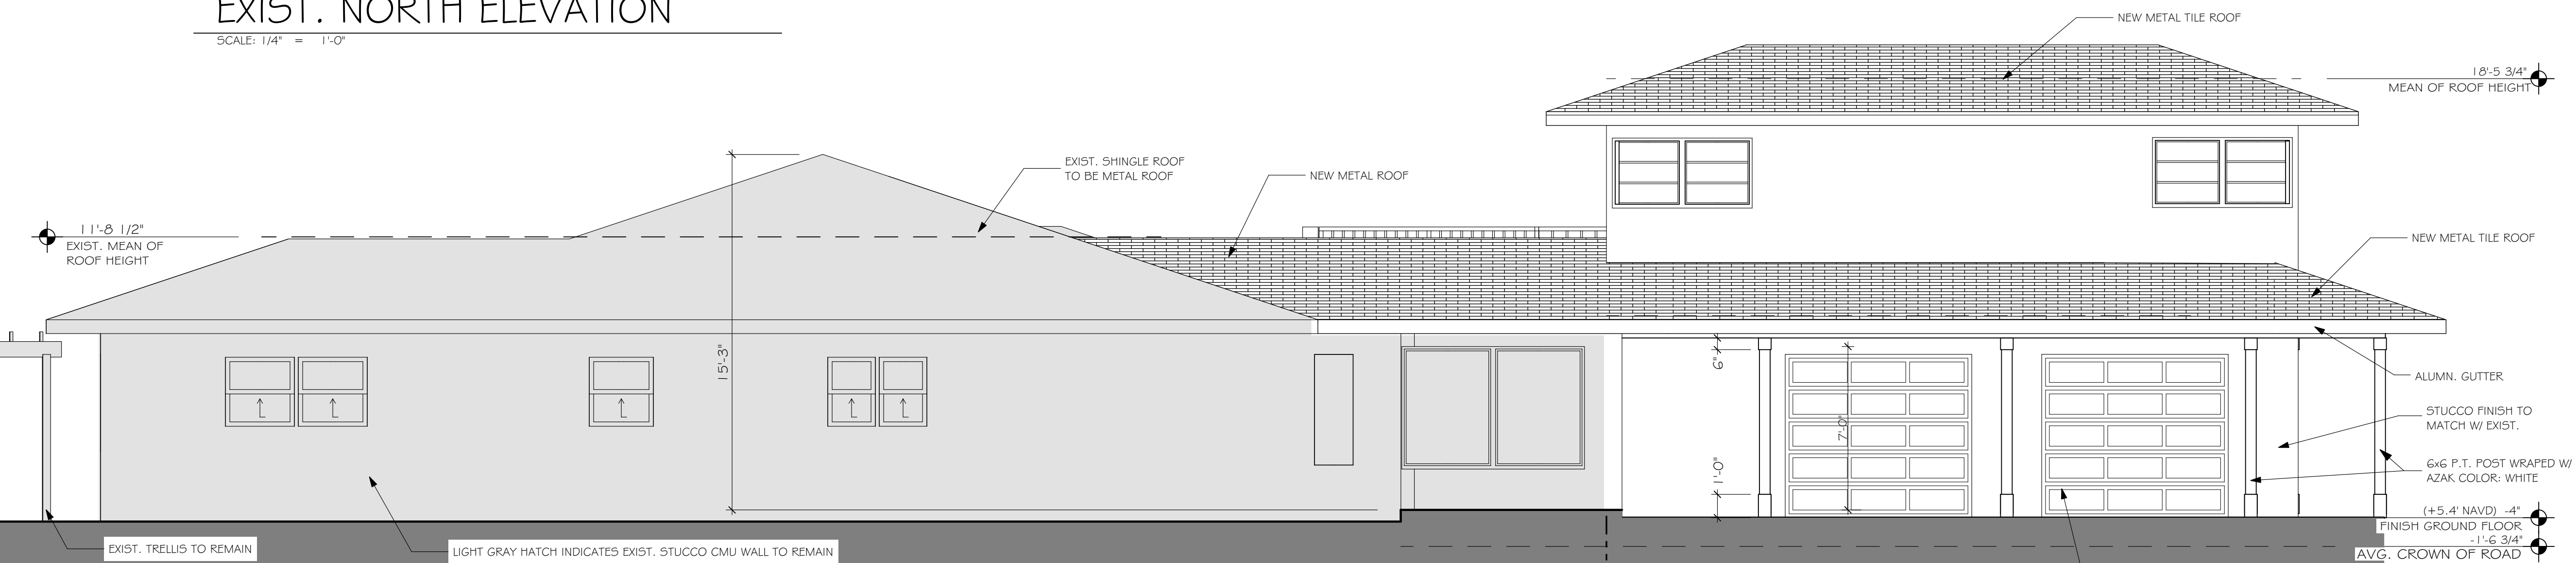 EXIST. NORTH ELEVATION
SCALE: 1/4" = 1'-0"
NEW METAL TILE ROOF
18'-5 3/4"
MEAN OF ROOF HEIGHT
EXIST. SHINGLE ROOF
TO BE METAL ROOF
NEW METAL ROOF
11'-8 1/2"
EXIST. MEAN OF
ROOF HEIGHT
NEW METAL TILE ROOF
15'-3"
6"
7'-0"
1'-0"
ALUMN. GUTTER
STUCCO FINISH TO
MATCH W/ EXIST.
6x6 P.T. POST WRAPED W/
AZAK COLOR: WHITE
(+5.4' NAVD) -4"
FINISH GROUND FLOOR
-1'-6 3/4"
AVG. CROWN OF ROAD
EXIST. TRELLIS TO REMAIN
LIGHT GRAY HATCH INDICATES EXIST. STUCCO CMU WALL TO REMAIN